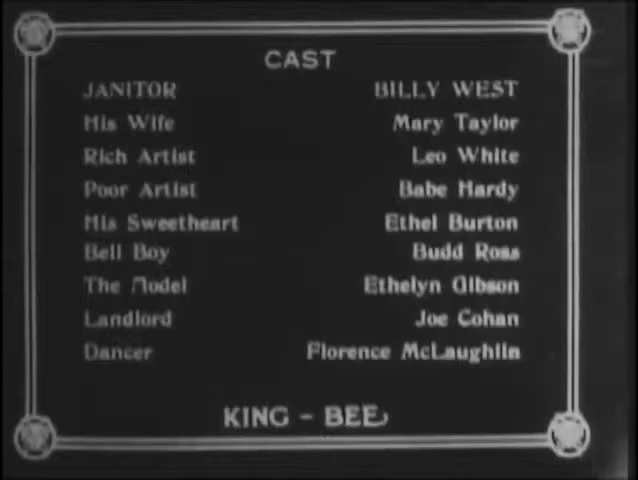 CAST
JANITOR BILLY WEST
His Wife Mary Taylor
Rich Artist Leo White
Poor Artist Babe Hardy
His Sweetheart Ethel Burton
Bell Boy Budd Ross
The Model Ethelyn Gibson
Landlord Joe Cohan
Dancer Florence McLaughlin
KING - BEE